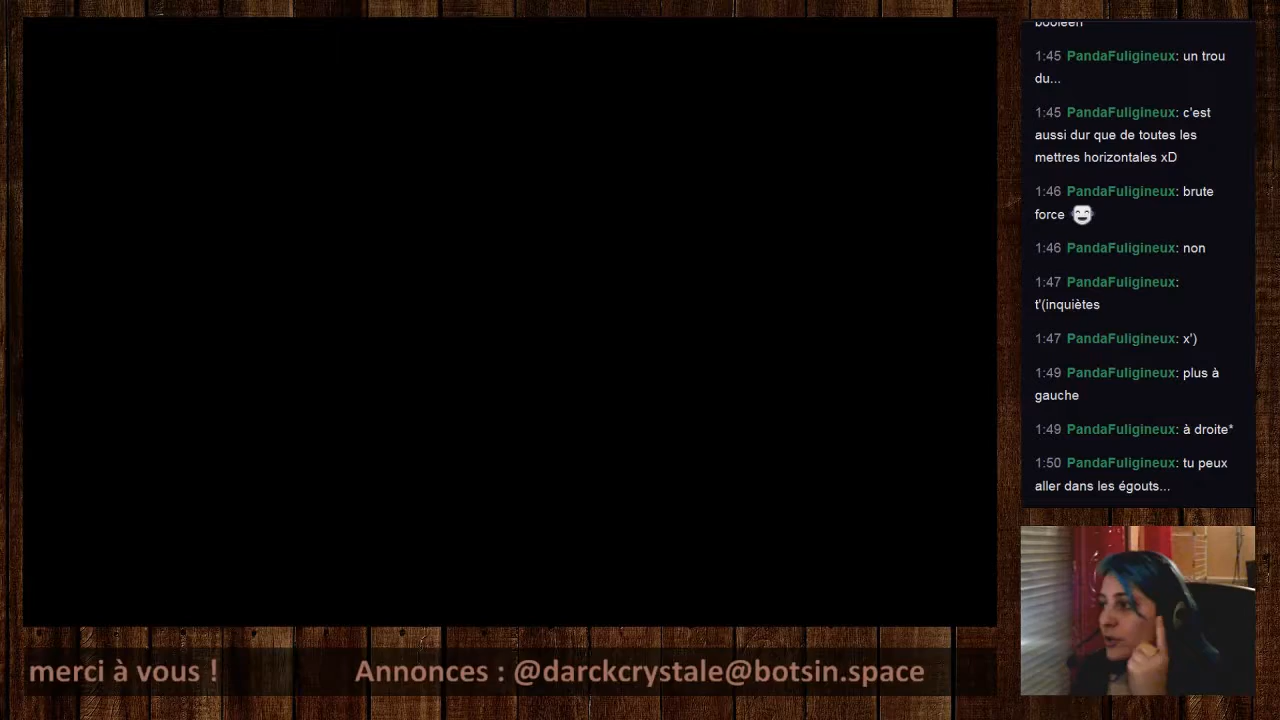 booléen
1:45 PandaFuligineux: un trou
du...
1:45 PandaFuligineux: c'est
aussi dur que de toutes les
mettres horizontales xD
1:46 PandaFuligineux: brute
force
1:46 PandaFuligineux: non
1:47 PandaFuligineux:
t'(inquiètes
1:47 PandaFuligineux: x')
1:49 PandaFuligineux: plus à
gauche
1:49 PandaFuligineux: à droite*
1:50 PandaFuligineux: tu peux
aller dans les égouts...
merci à vous ! Annonces : @darckcrystale@botsin.space